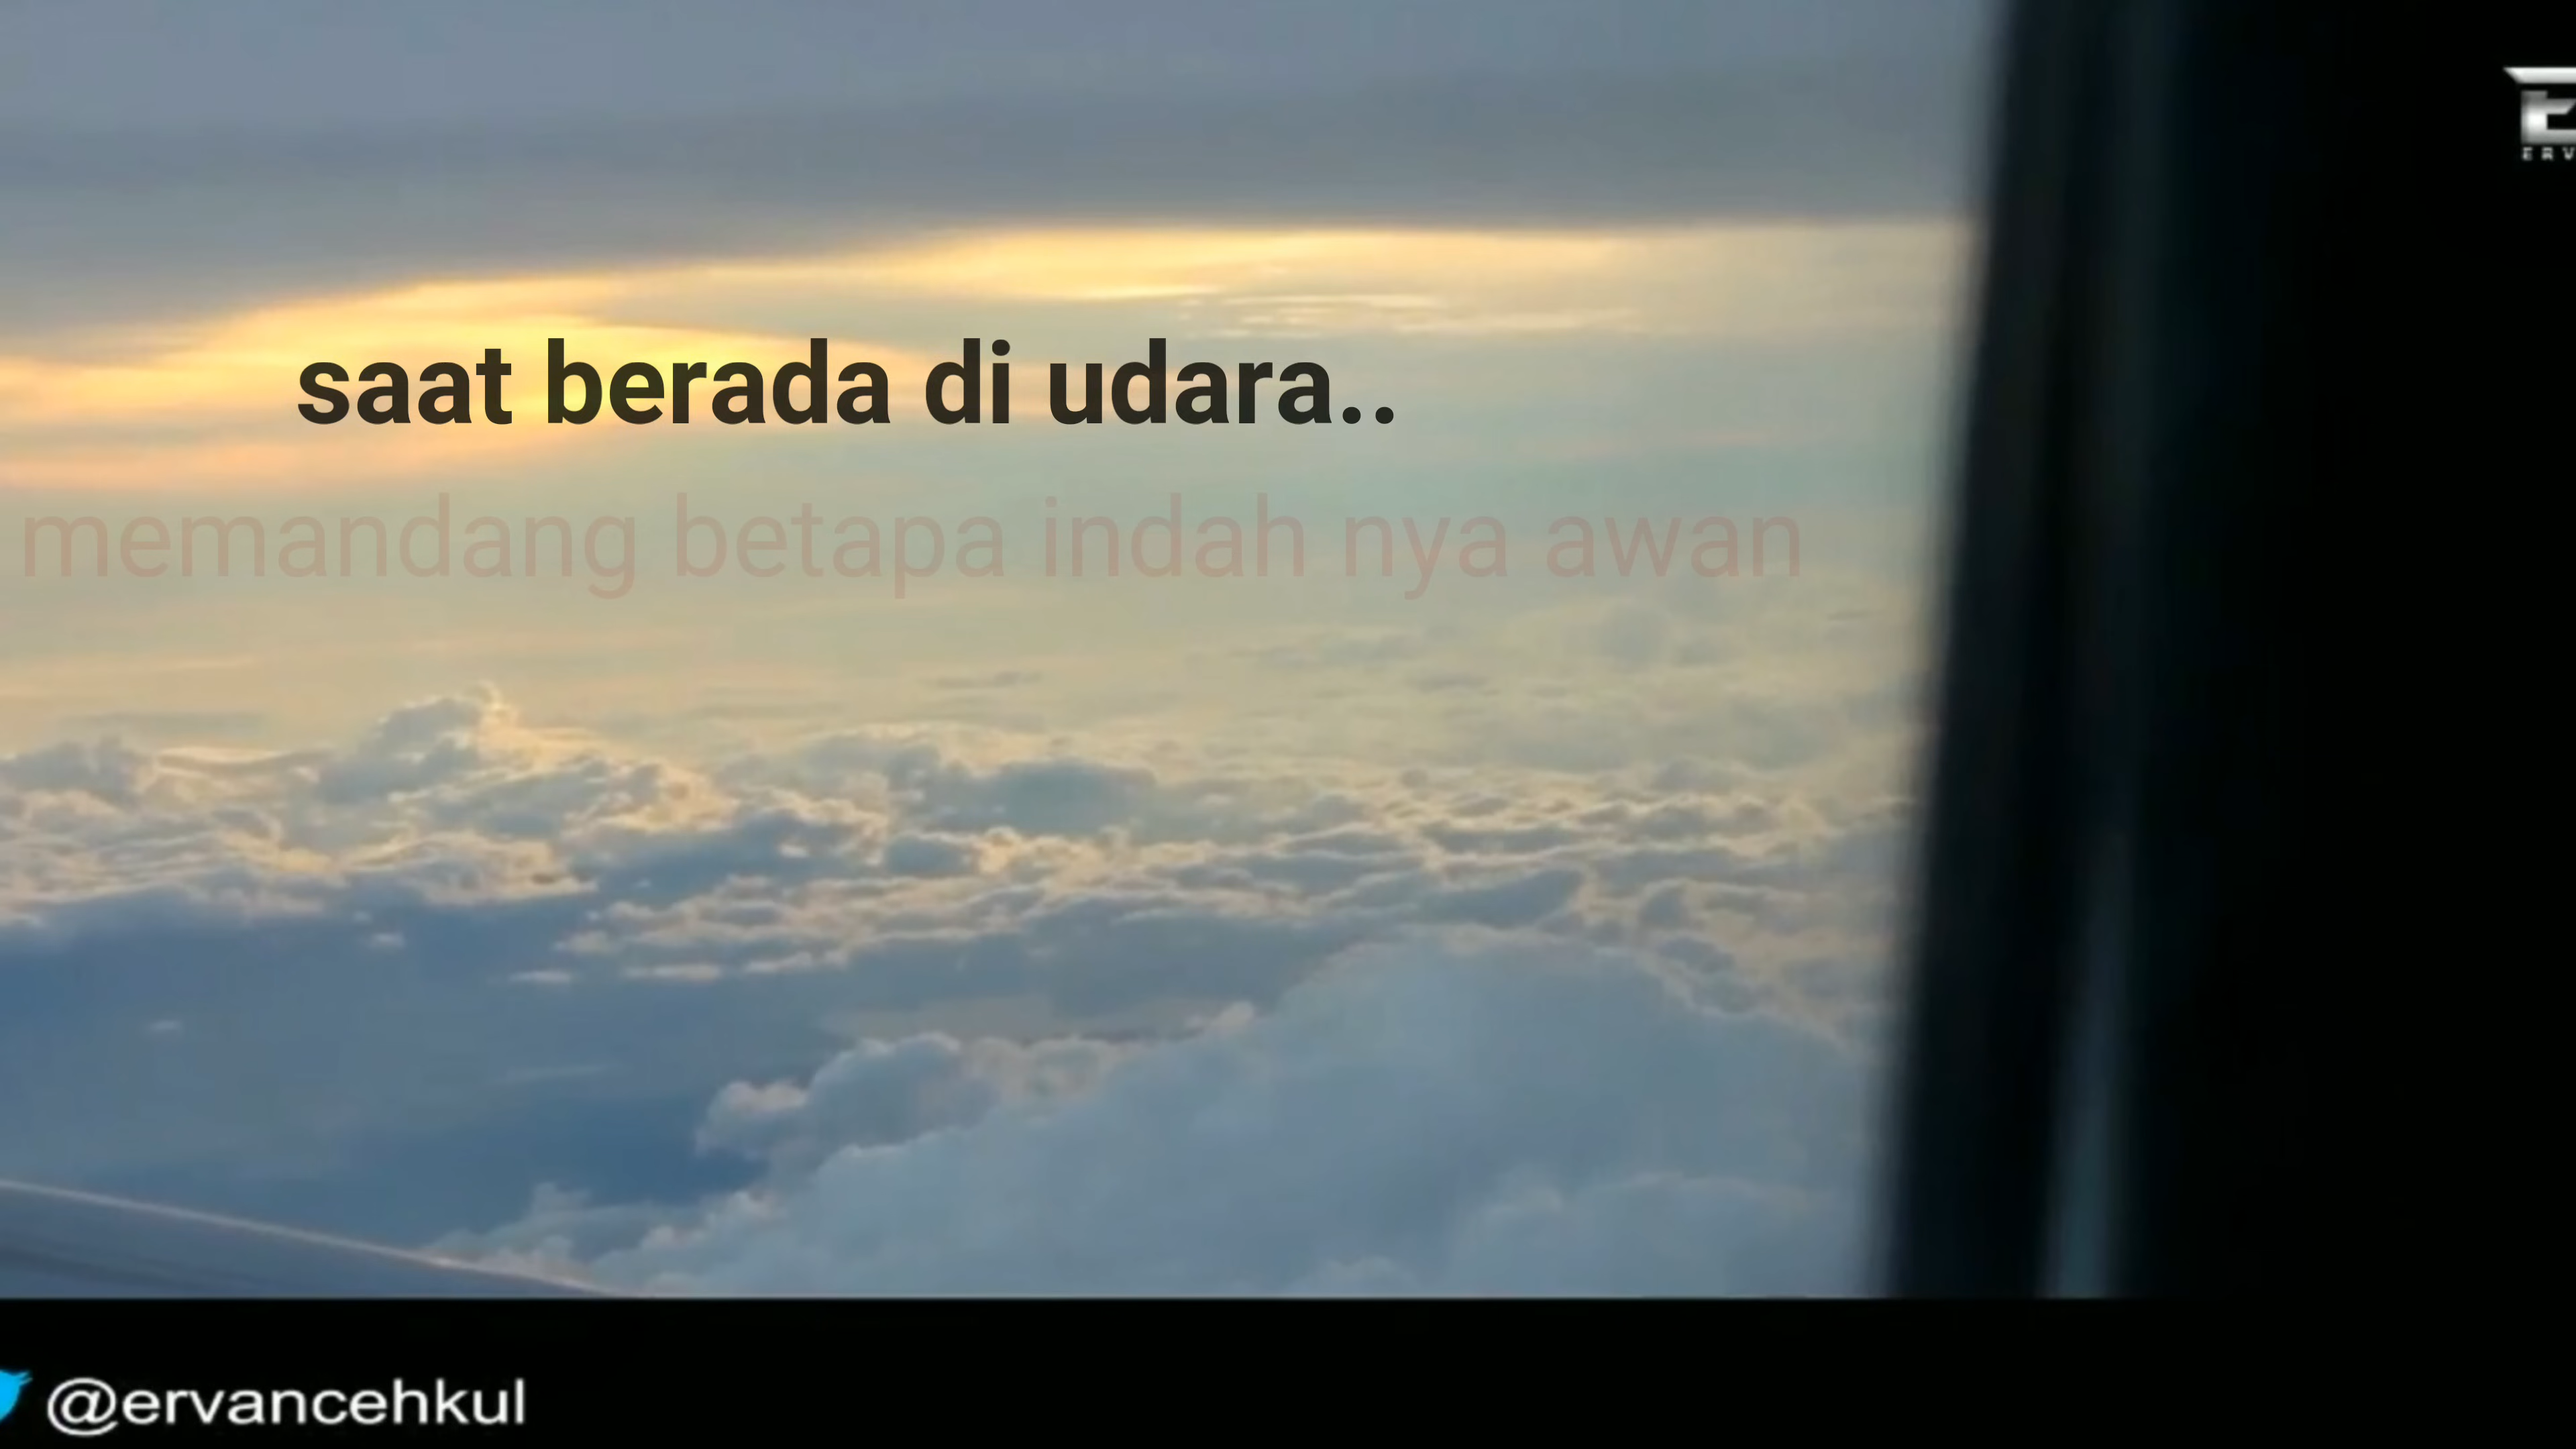 saat berada di udara..
memandang betapa indah nya awan
@ervancehkul